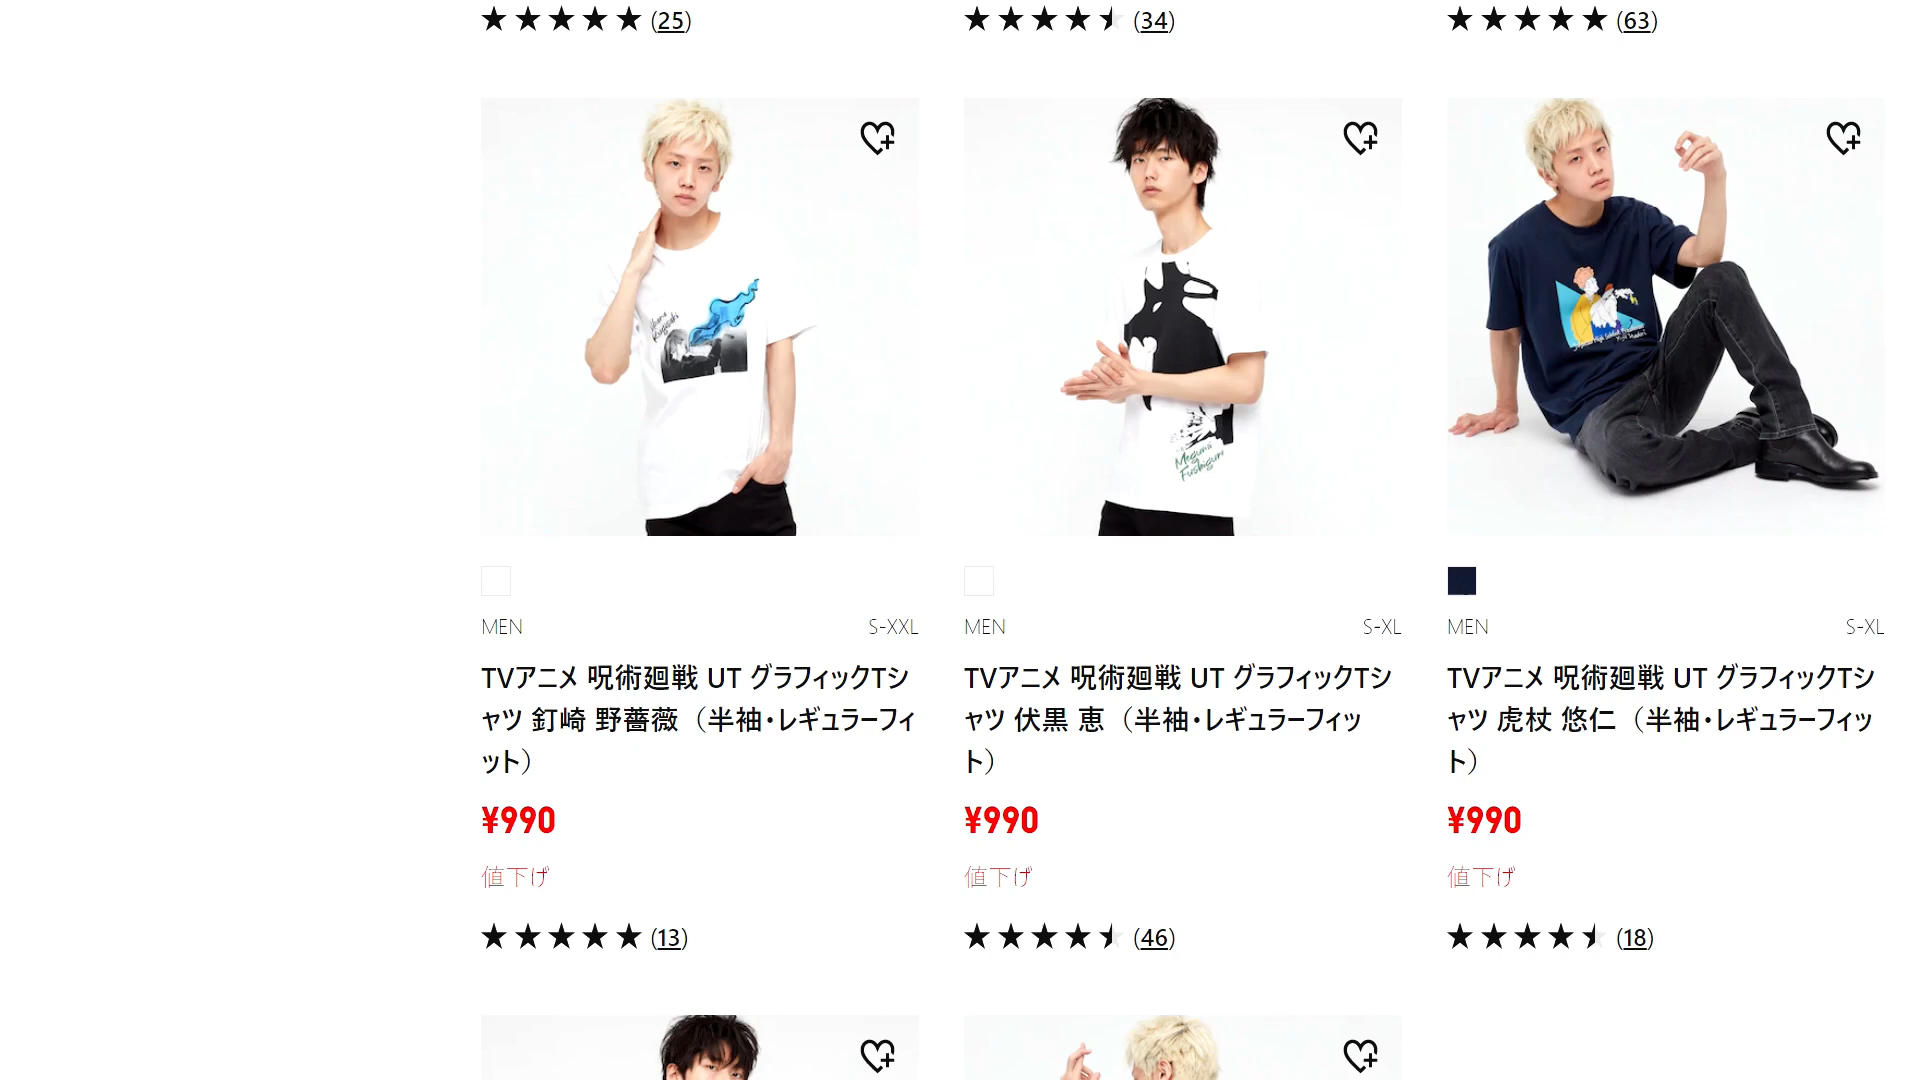 (25)
(34)
(63)
Nobara
Kugisaki
Megumi
Fushiguro
Yuji Itadori
MEN
S-XXL
MEN
S-XL
MEN
S-XL
TVアニメ 呪術廻戦 UT グラフィックTシ
ャツ 釘崎 野薔薇（半袖・レギュラーフィ
ット）
TVアニメ 呪術廻戦 UT グラフィックTシ
ャツ 伏黒 恵（半袖・レギュラーフィッ
ト）
TVアニメ 呪術廻戦 UT グラフィックTシ
ャツ 虎杖 悠仁（半袖・レギュラーフィッ
ト）
¥990
¥990
¥990
値下げ
値下げ
値下げ
(13)
(46)
(18)